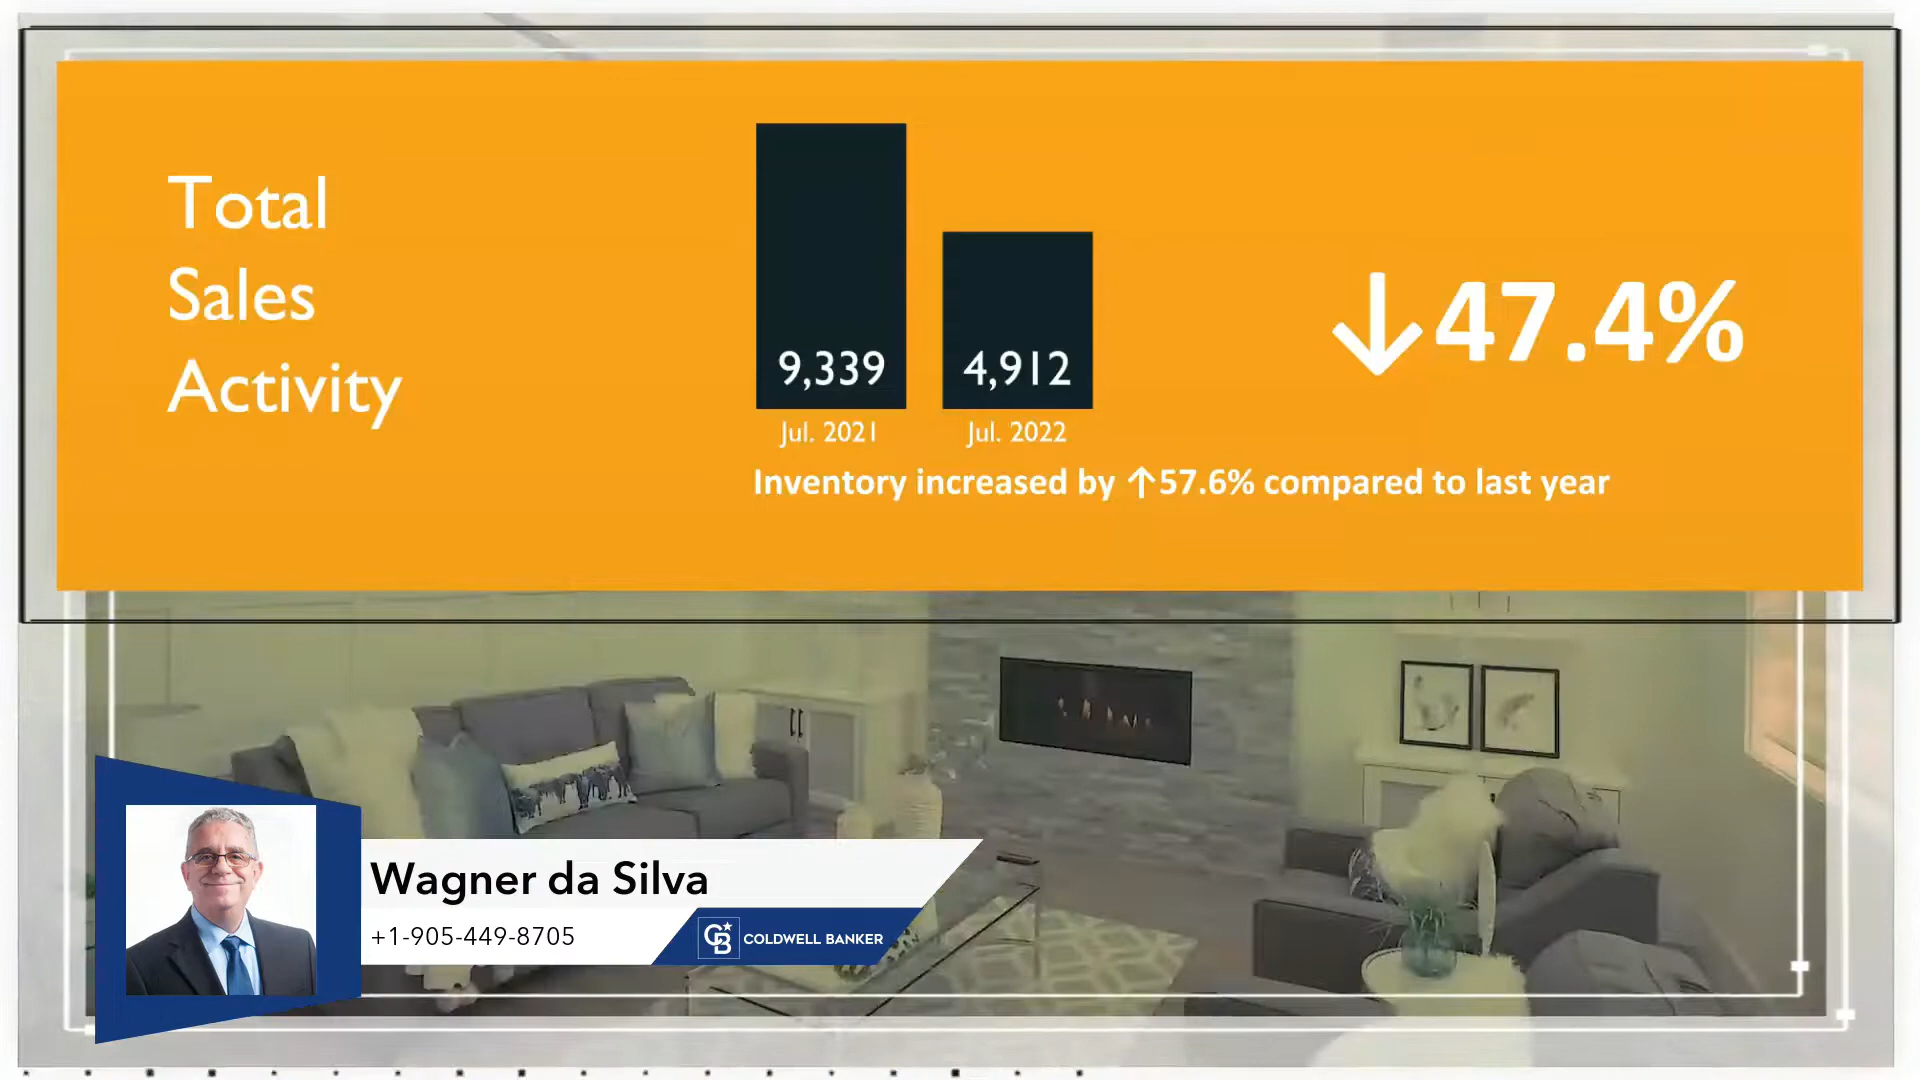 Total
Sales
Activity
9,339
4,912
Jul. 2021
Jul. 2022
↓47.4%
Inventory increased by ↑57.6% compared to last year
Wagner da Silva
+1-905-449-8705
CB COLDWELL BANKER